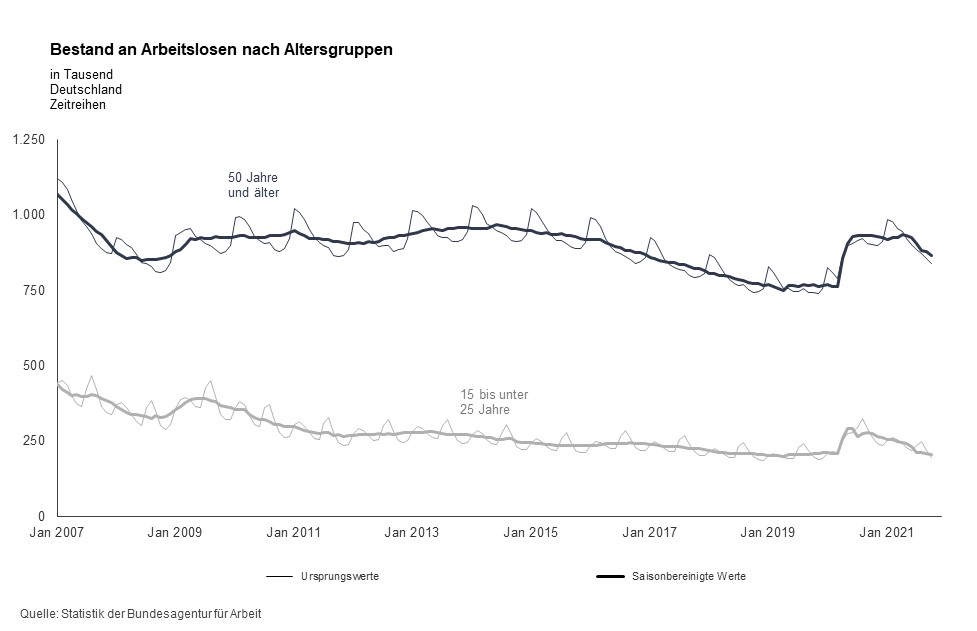 Bestand an Arbeitslosen nach Altersgruppen
in Tausend
Deutschland
Zeitreihen
1.250
50 Jahre
und älter
1.000
750
500
15 bis unter
25 Jahre
250
0
Jan 2007 Jan 2009 Jan 2011 Jan 2013 Jan 2015 Jan 2017 Jan 2019 Jan 2021
Ursprungswerte Saisonbereinigte Werte
Quelle: Statistik der Bundesagentur für Arbeit